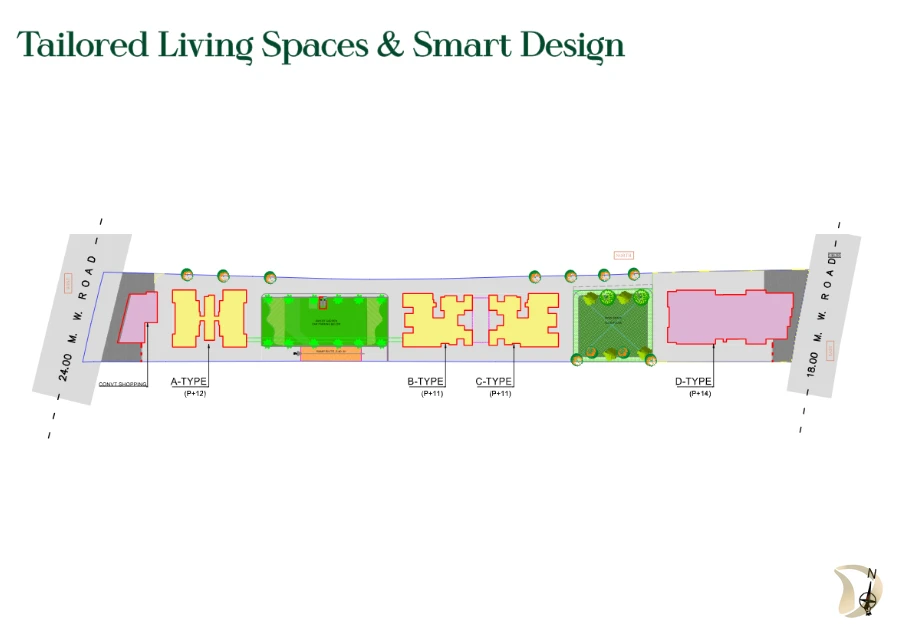 Tailored Living Spaces & Smart Design
24.00 M. W. ROAD
18.00 M. W. ROAD
CONVT.SHOPPING
A-TYPE
(P+12)
B-TYPE
(P+11)
C-TYPE
(P+11)
D-TYPE
(P+14)
N